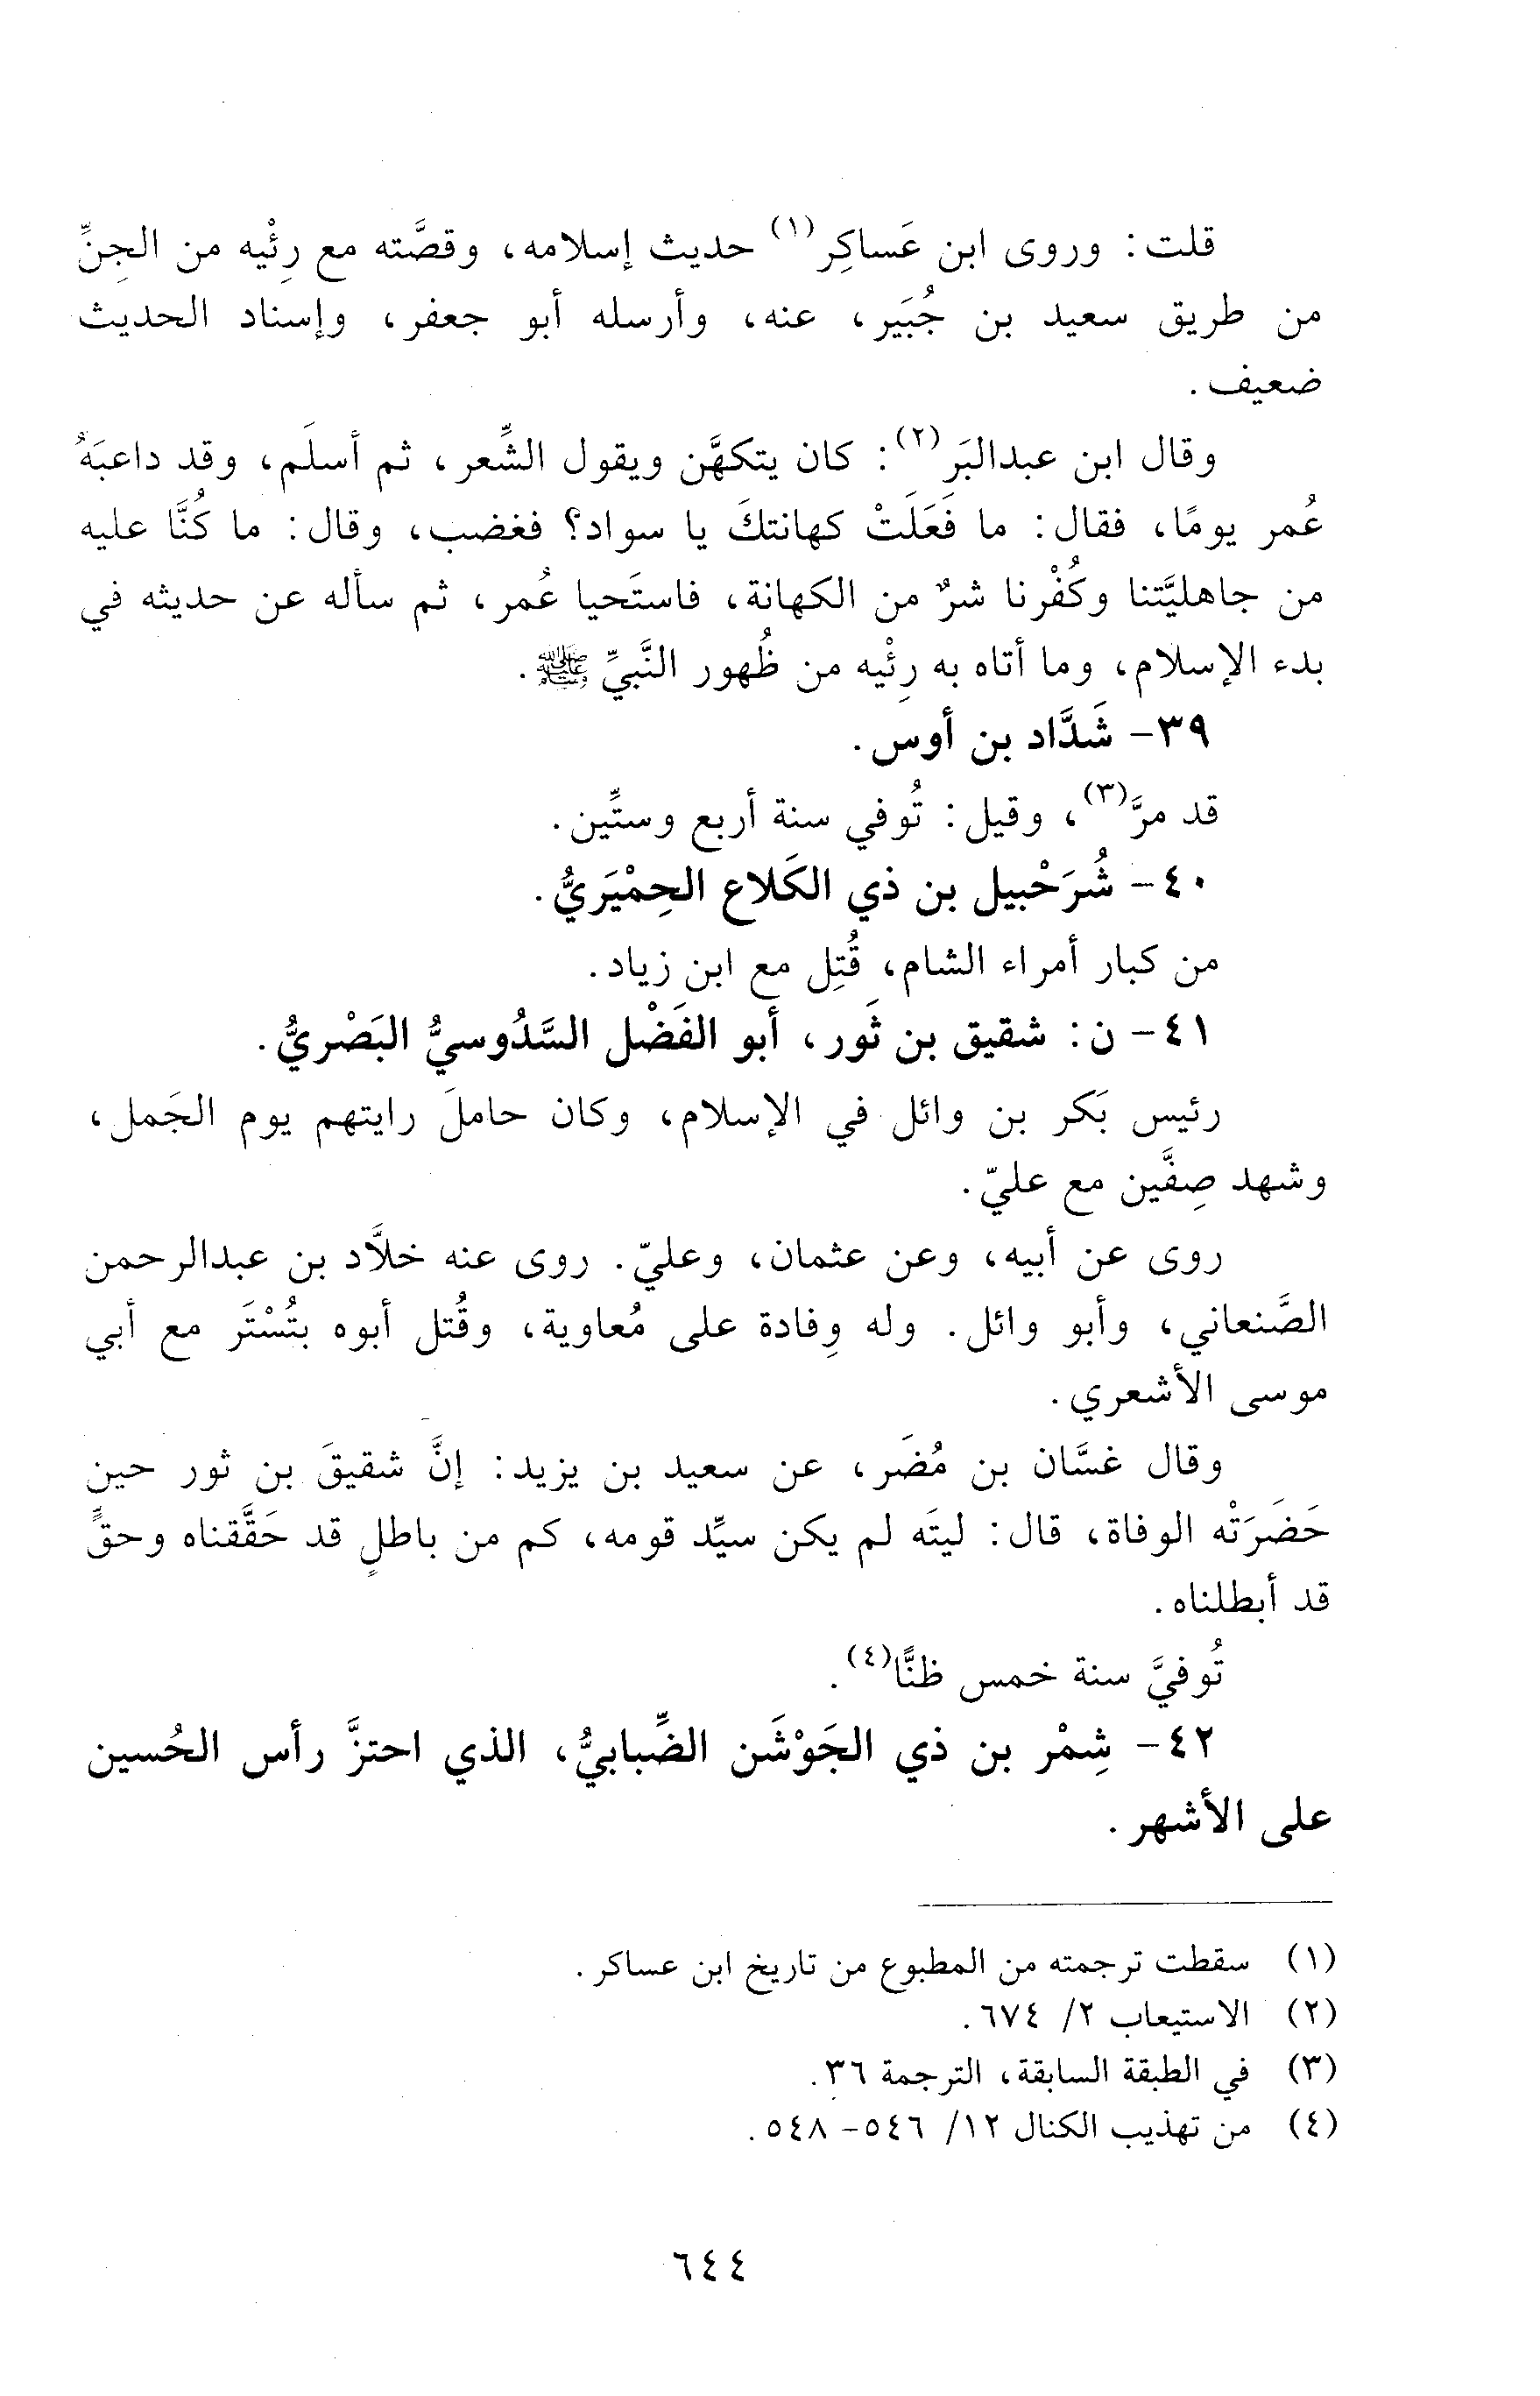 قلت: وروى ابن عَساكِر(١) حديث إسلامه، وقصَّته مع رِئْيه من الجِنِّ
من طريق سعيد بن جُبَير، عنه، وأرسله أبو جعفر، وإسناد الحديث
ضعيف.
وقال ابن عبدالبَر(٢): كان يتكهَّن ويقول الشِّعر، ثم أسلَم، وقد داعبَهُ
عُمر يومًا، فقال: ما فَعَلَتْ كهانتكَ يا سواد؟ فغضب، وقال: ما كُنَّا عليه
من جاهليَّتنا وكُفْرنا شرٌ من الكهانة، فاستَحيا عُمر، ثم سأله عن حديثه في
بدء الإسلام، وما أتاه به رِئْيه من ظُهور النَّبيِّ ﷺ.
٣٩- شَدَّاد بن أوس.
قد مرَّ(٣)، وقيل: تُوفي سنة أربع وستِّين.
٤٠- شُرَحْبيل بن ذي الكَلاع الحِمْيَريُّ.
من كبار أمراء الشام، قُتِل مع ابن زياد.
٤١- ن: شقيق بن ثَور، أبو الفَضْل السَّدُوسيُّ البَصْريُّ.
رئيس بَكر بن وائل في الإسلام، وكان حاملَ رايتهم يوم الجَمل،
وشهد صِفَّين مع عليّ.
روى عن أبيه، وعن عثمان، وعليّ. روى عنه خلاَّد بن عبدالرحمن
الصَّنعاني، وأبو وائل. وله وِفادة على مُعاوية، وقُتل أبوه بتُسْتَر مع أبي
موسى الأشعري.
وقال غسَّان بن مُضَر، عن سعيد بن يزيد: إنَّ شقيقَ بن ثور حين
حَضَرَتْه الوفاة، قال: ليتَه لم يكن سيِّد قومه، كم من باطلٍ قد حَقَّقناه وحقٍّ
قد أبطلناه.
تُوفيَّ سنة خمس ظنًّا(٤).
٤٢- شِمْر بن ذي الجَوْشَن الضِّبابيُّ، الذي احتزَّ رأس الحُسين
على الأشهر.
(١) سقطت ترجمته من المطبوع من تاريخ ابن عساكر.
(٢) الاستيعاب ٢/ ٦٧٤.
(٣) في الطبقة السابقة، الترجمة ٣٦.
(٤) من تهذيب الكنال ١٢/ ٥٤٦- ٥٤٨.
٦٤٤